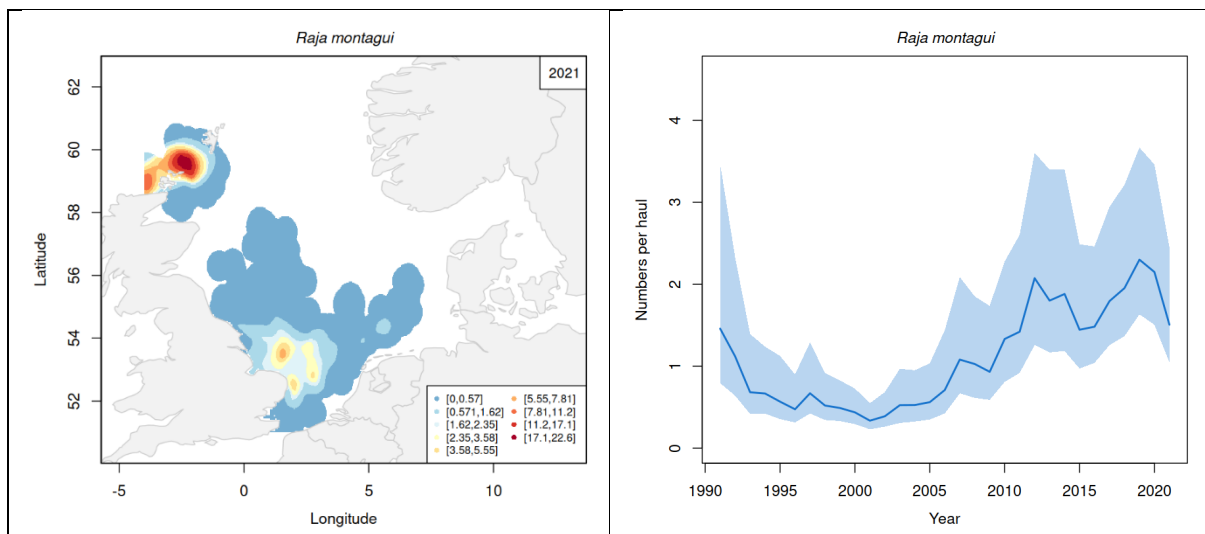 Raja montagui
2021
62
60
58
56
54
52
Latitude
[0,0.57]
[0.571,1.62]
[1.62,2.35]
[2.35,3.58]
[3.58,5.55]
[5.55,7.81]
[7.81,11.2]
[11.2,17.1]
[17.1,22.6]
-5 0 5 10
Longitude
Raja montagui
4
3
2
1
0
Numbers per haul
1990 1995 2000 2005 2010 2015 2020
Year